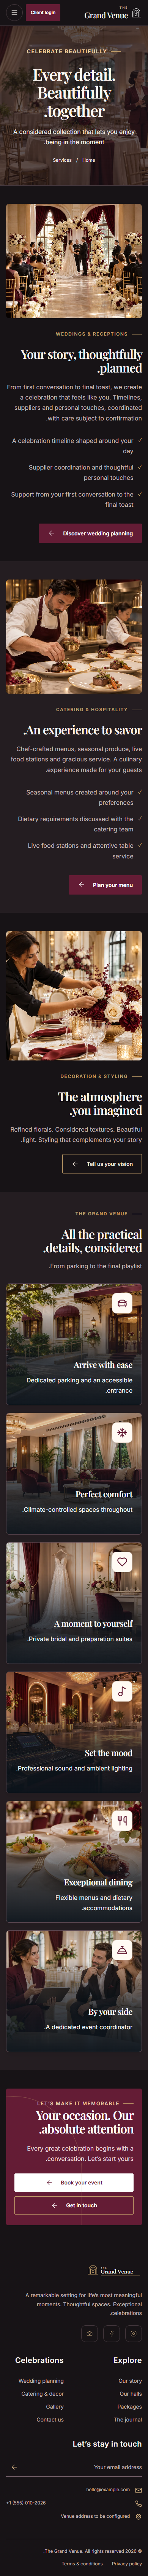 THE
Grand Venue
Client login
CELEBRATE BEAUTIFULLY
Every detail.
Beautifully
.together
A considered collection that lets you enjoy
.being in the moment
Services / Home
WEDDINGS & RECEPTIONS
Your story, thoughtfully
.planned
From first conversation to final toast, we create
a celebration that feels like you. Timelines,
suppliers and personal touches, coordinated
.with care subject to confirmation
A celebration timeline shaped around your
day
Supplier coordination and thoughtful
personal touches
Support from your first conversation to the
final toast
Discover wedding planning
CATERING & HOSPITALITY
.An experience to savor
Chef-crafted menus, seasonal produce, live
food stations and gracious service. A culinary
.experience made for your guests
Seasonal menus created around your
preferences
Dietary requirements discussed with the
catering team
Live food stations and attentive table
service
Plan your menu
DECORATION & STYLING
The atmosphere
.you imagined
Refined florals. Considered textures. Beautiful
.light. Styling that complements your story
Tell us your vision
THE GRAND VENUE
All the practical
.details, considered
.From parking to the final playlist
Arrive with ease
Dedicated parking and an accessible
.entrance
Perfect comfort
.Climate-controlled spaces throughout
A moment to yourself
.Private bridal and preparation suites
Set the mood
.Professional sound and ambient lighting
Exceptional dining
Flexible menus and dietary
.accommodations
By your side
.A dedicated event coordinator
LET'S MAKE IT MEMORABLE
Your occasion. Our
.absolute attention
Every great celebration begins with a
.conversation. Let's start yours
Book your event
Get in touch
THE
Grand Venue
A remarkable setting for life's most meaningful
moments. Thoughtful spaces. Exceptional
.celebrations
Explore
Our story
Our halls
Packages
The journal
Celebrations
Wedding planning
Catering & decor
Gallery
Contact us
Let's stay in touch
Your email address
hello@example.com
+1 (555) 010-2026
Venue address to be configured
.The Grand Venue. All rights reserved 2026 ©
Terms & conditions Privacy policy